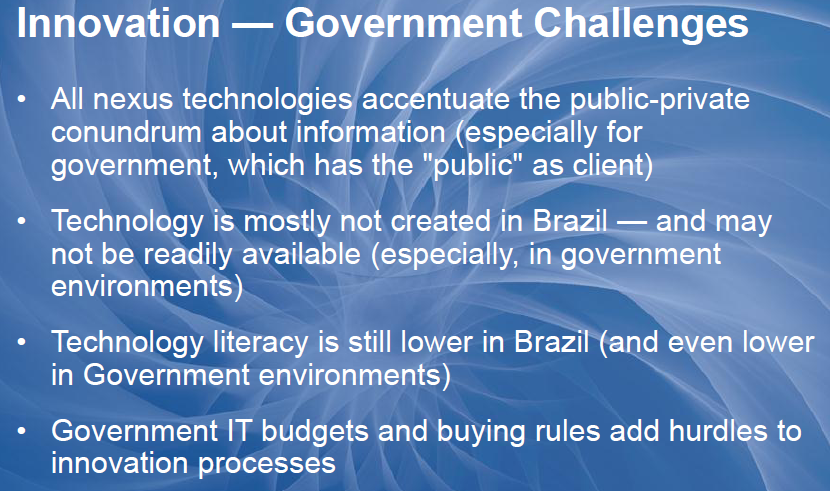 Innovation — Government Challenges
• All nexus technologies accentuate the public-private
conundrum about information (especially for
government, which has the "public" as client)
• Technology is mostly not created in Brazil — and may
not be readily available (especially, in government
environments)
• Technology literacy is still lower in Brazil (and even lower
in Government environments)
• Government IT budgets and buying rules add hurdles to
innovation processes